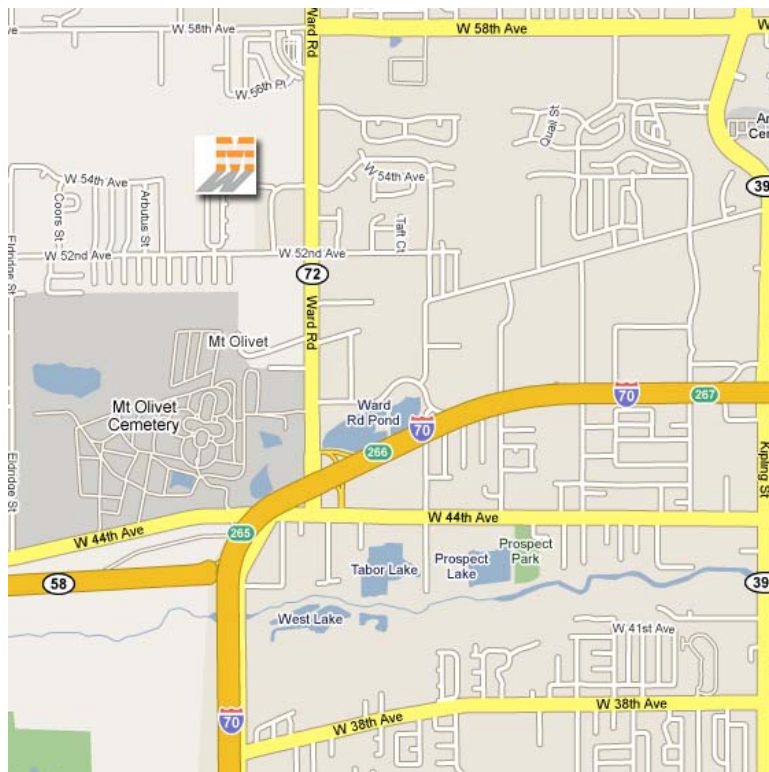 W 58th Ave
Ward Rd
W 58th Ave
W 56th Pl
Quail St
W 54th Ave
W 54th Ave
39
Coors St
Arbutus St
Taft Ct
Eldridge St
W 52nd Ave
W 52nd Ave
72
Ward Rd
Mt Olivet
70
267
Mt Olivet
Cemetery
Ward
Rd Pond
70
266
Kipling St
Eldridge St
W 44th Ave
265
W 44th Ave
Prospect
Park
58
Tabor Lake
Prospect
Lake
39
West Lake
W 41st Ave
70
W 38th Ave
W 38th Ave